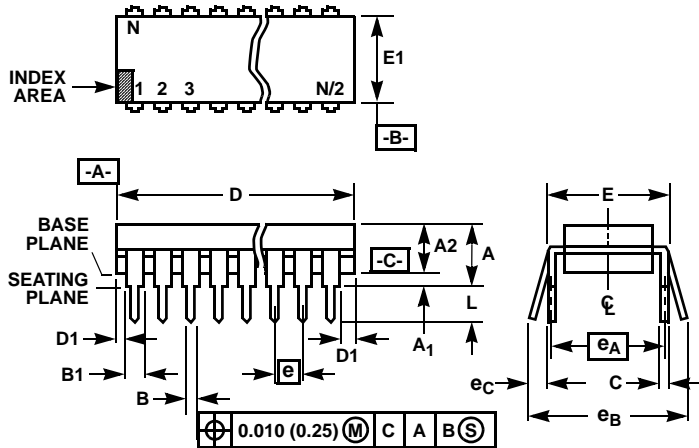 N
E1
INDEX
AREA
1 2 3 N/2
-B-
-A-
D
E
BASE
PLANE
A2
A
-C-
SEATING
PLANE
L
℄
D1
A1
D1
eA
B1
e
eC
C
B
eB
⌖ 0.010 (0.25) Ⓜ C A B Ⓢ